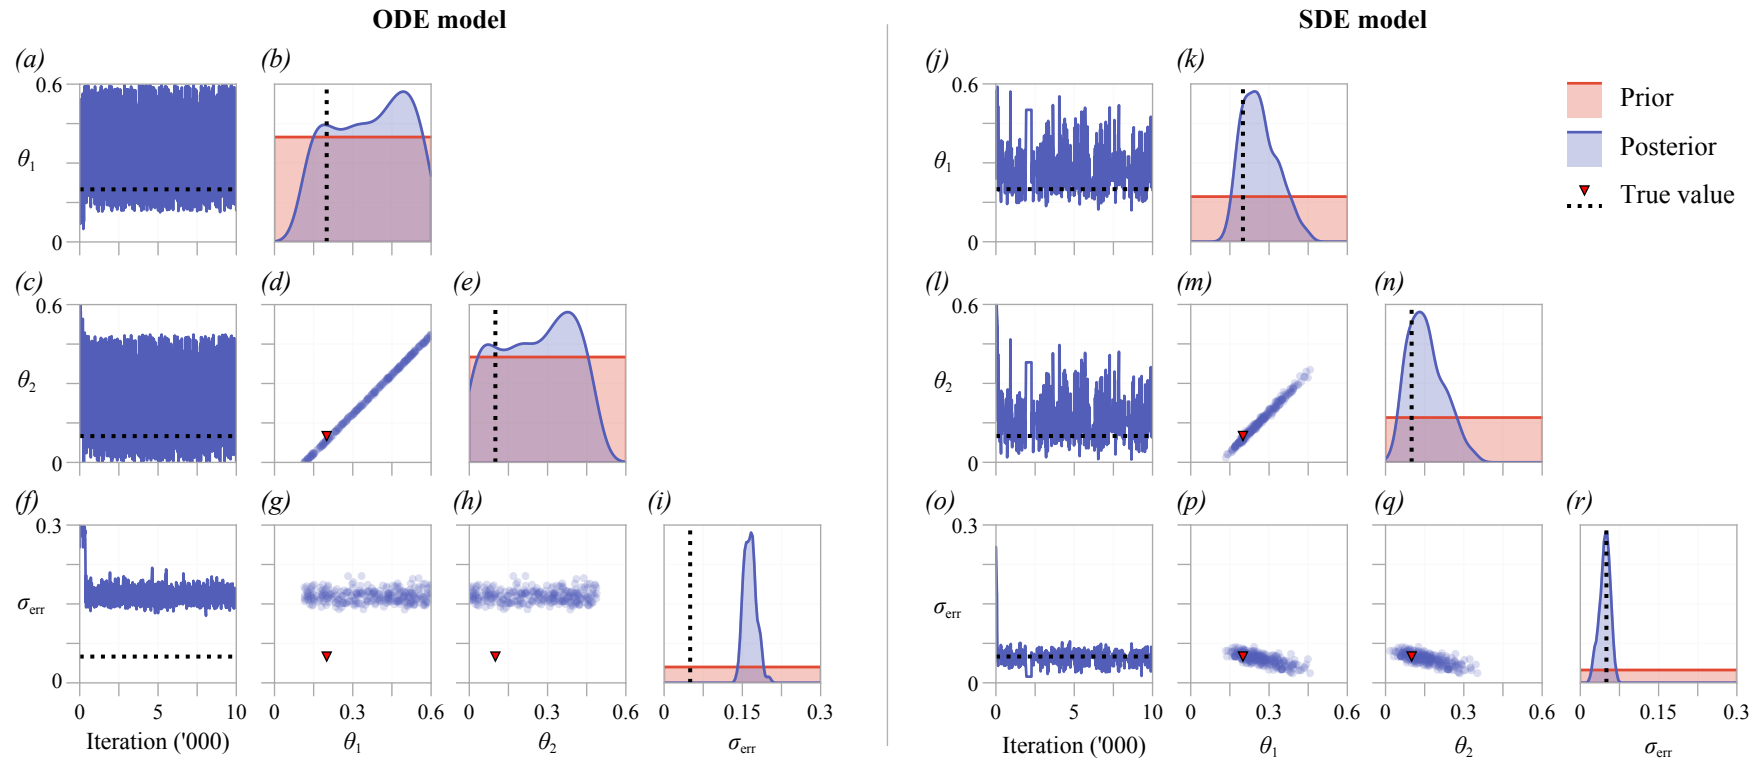 ODE model
SDE model
(a)
(b)
(j)
(k)
0.6
θ1
0
0.6
θ1
0
Prior
Posterior
True value
(c)
(d)
(e)
(l)
(m)
(n)
0.6
θ2
0
0.6
θ2
0
(f)
(g)
(h)
(i)
(o)
(p)
(q)
(r)
0.3
σerr
0
0.3
σerr
0
0 5 10
0 0.3 0.6
0 0.3 0.6
0 0.15 0.3
0 5 10
0 0.3 0.6
0 0.3 0.6
0 0.15 0.3
Iteration ('000)
θ1
θ2
σerr
Iteration ('000)
θ1
θ2
σerr